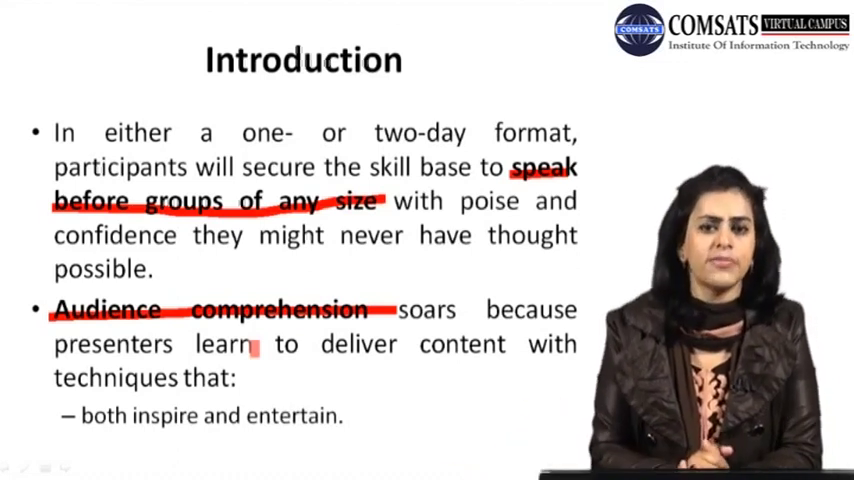 COMSATS VIRTUAL CAMPUS
Institute Of Information Technology
COMSATS
Introduction
• In either a one- or two-day format,
participants will secure the skill base to speak
before groups of any size with poise and
confidence they might never have thought
possible.
• Audience comprehension soars because
presenters learn to deliver content with
techniques that:
– both inspire and entertain.